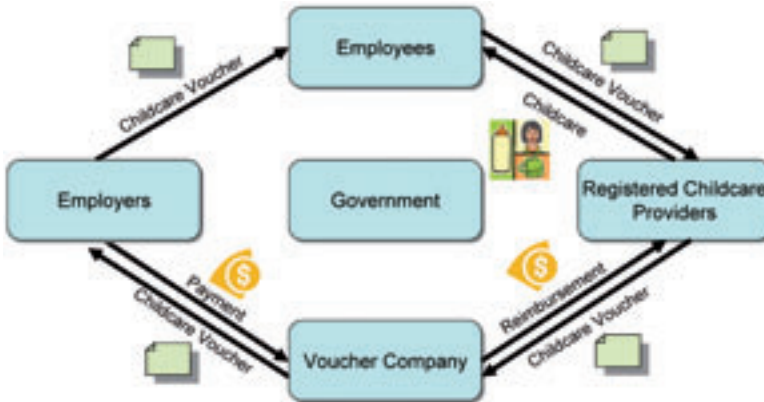 Employees
Childcare Voucher
Childcare Voucher
Childcare
Employers
Government
Registered Childcare
Providers
Payment
Childcare Voucher
Reimbursement
Childcare Voucher
Voucher Company
$
$